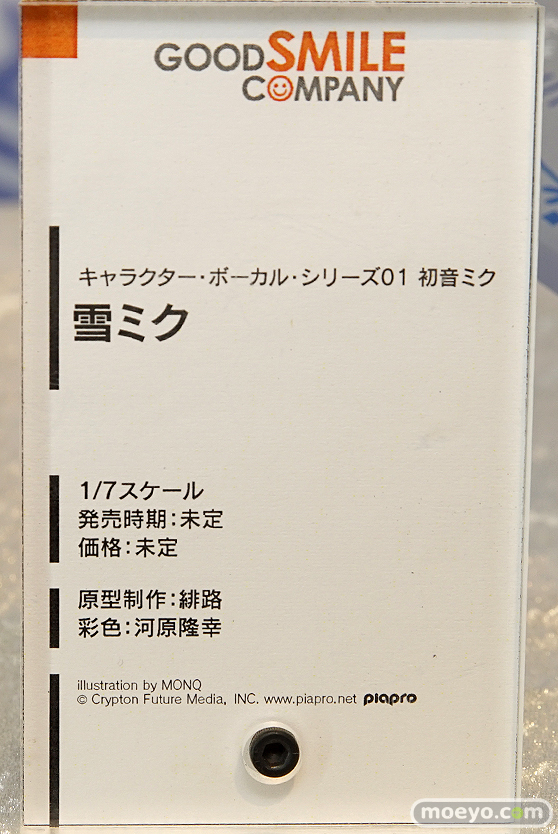 GOODSMILE
COMPANY
キャラクター・ボーカル・シリーズ01 初音ミク
雪ミク
1/7スケール
発売時期:未定
価格:未定
原型制作:緋路
彩色:河原隆幸
illustration by MONQ
© Crypton Future Media, INC. www.piapro.net piapro
moeyo.com